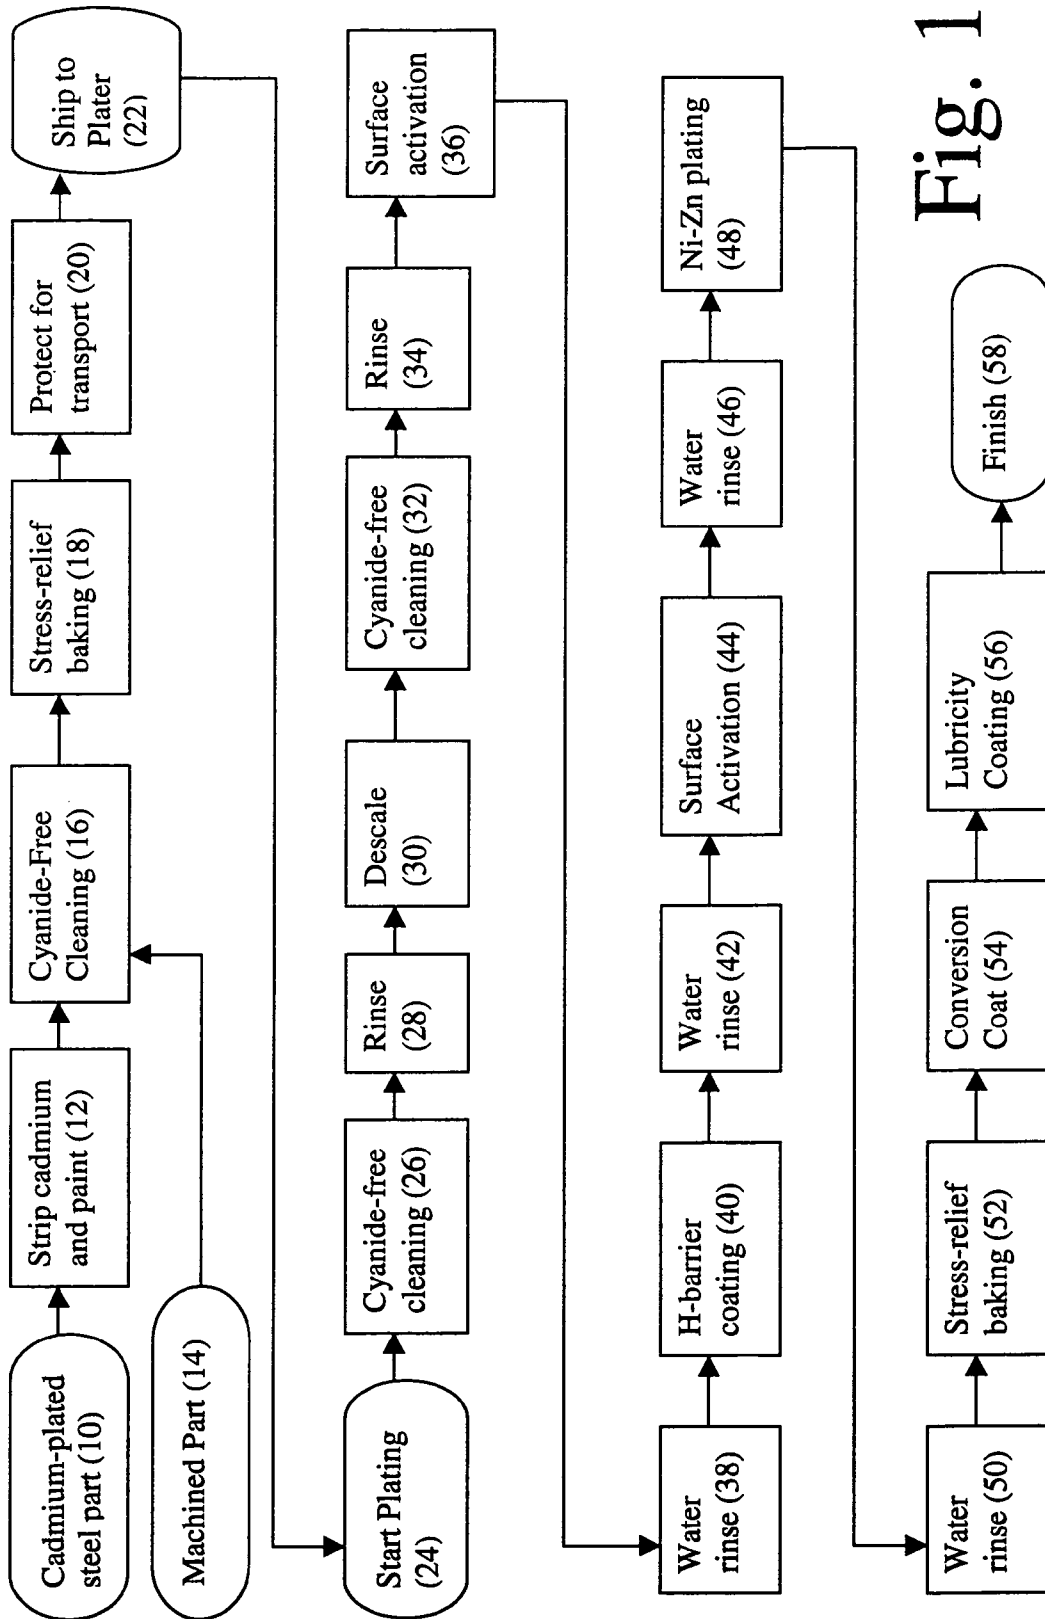 Cadmium-plated
steel part (10)
Strip cadmium
and paint (12)
Cyanide-Free
Cleaning (16)
Stress-relief
baking (18)
Protect for
transport (20)
Ship to
Plater
(22)
Machined Part (14)
Start Plating
(24)
Cyanide-free
cleaning (26)
Rinse
(28)
Descale
(30)
Cyanide-free
cleaning (32)
Rinse
(34)
Surface
activation
(36)
Water
rinse (38)
H-barrier
coating (40)
Water
rinse (42)
Surface
Activation (44)
Water
rinse (46)
Ni-Zn plating
(48)
Water
rinse (50)
Stress-relief
baking (52)
Conversion
Coat (54)
Lubricity
Coating (56)
Finish (58)
Fig. 1